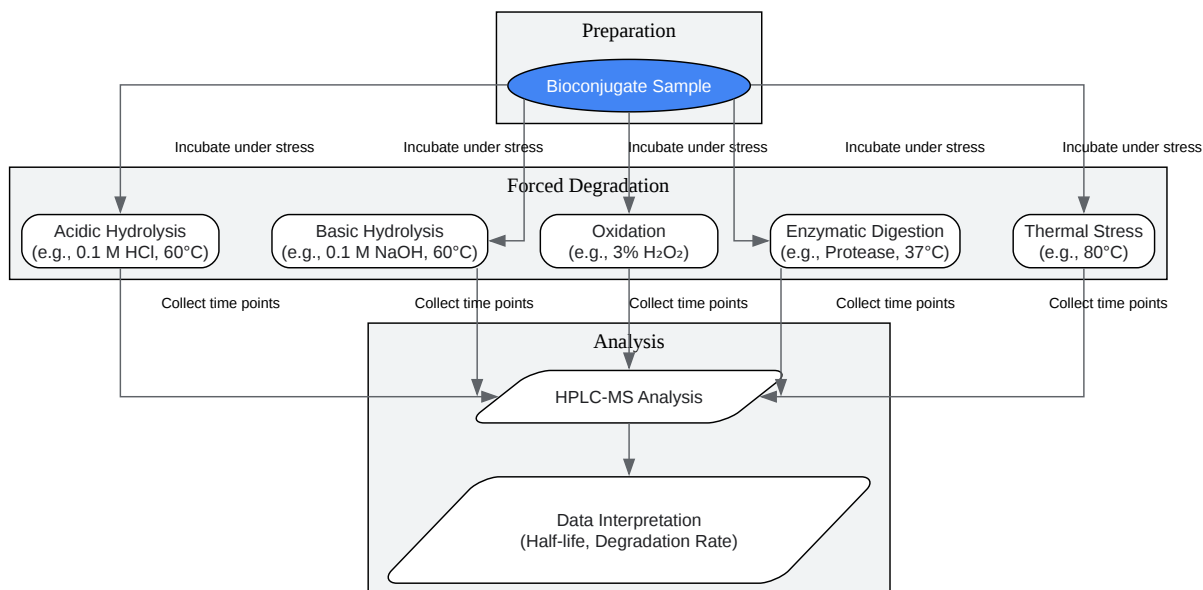 Preparation
Bioconjugate Sample
Incubate under stress
Incubate under stress
Incubate under stress
Incubate under stress
Incubate under stress
Forced Degradation
Acidic Hydrolysis
(e.g., 0.1 M HCl, 60°C)
Basic Hydrolysis
(e.g., 0.1 M NaOH, 60°C)
Oxidation
(e.g., 3% H₂O₂)
Enzymatic Digestion
(e.g., Protease, 37°C)
Thermal Stress
(e.g., 80°C)
Collect time points
Collect time points
Collect time points
Collect time points
Collect time points
Analysis
HPLC-MS Analysis
Data Interpretation
(Half-life, Degradation Rate)